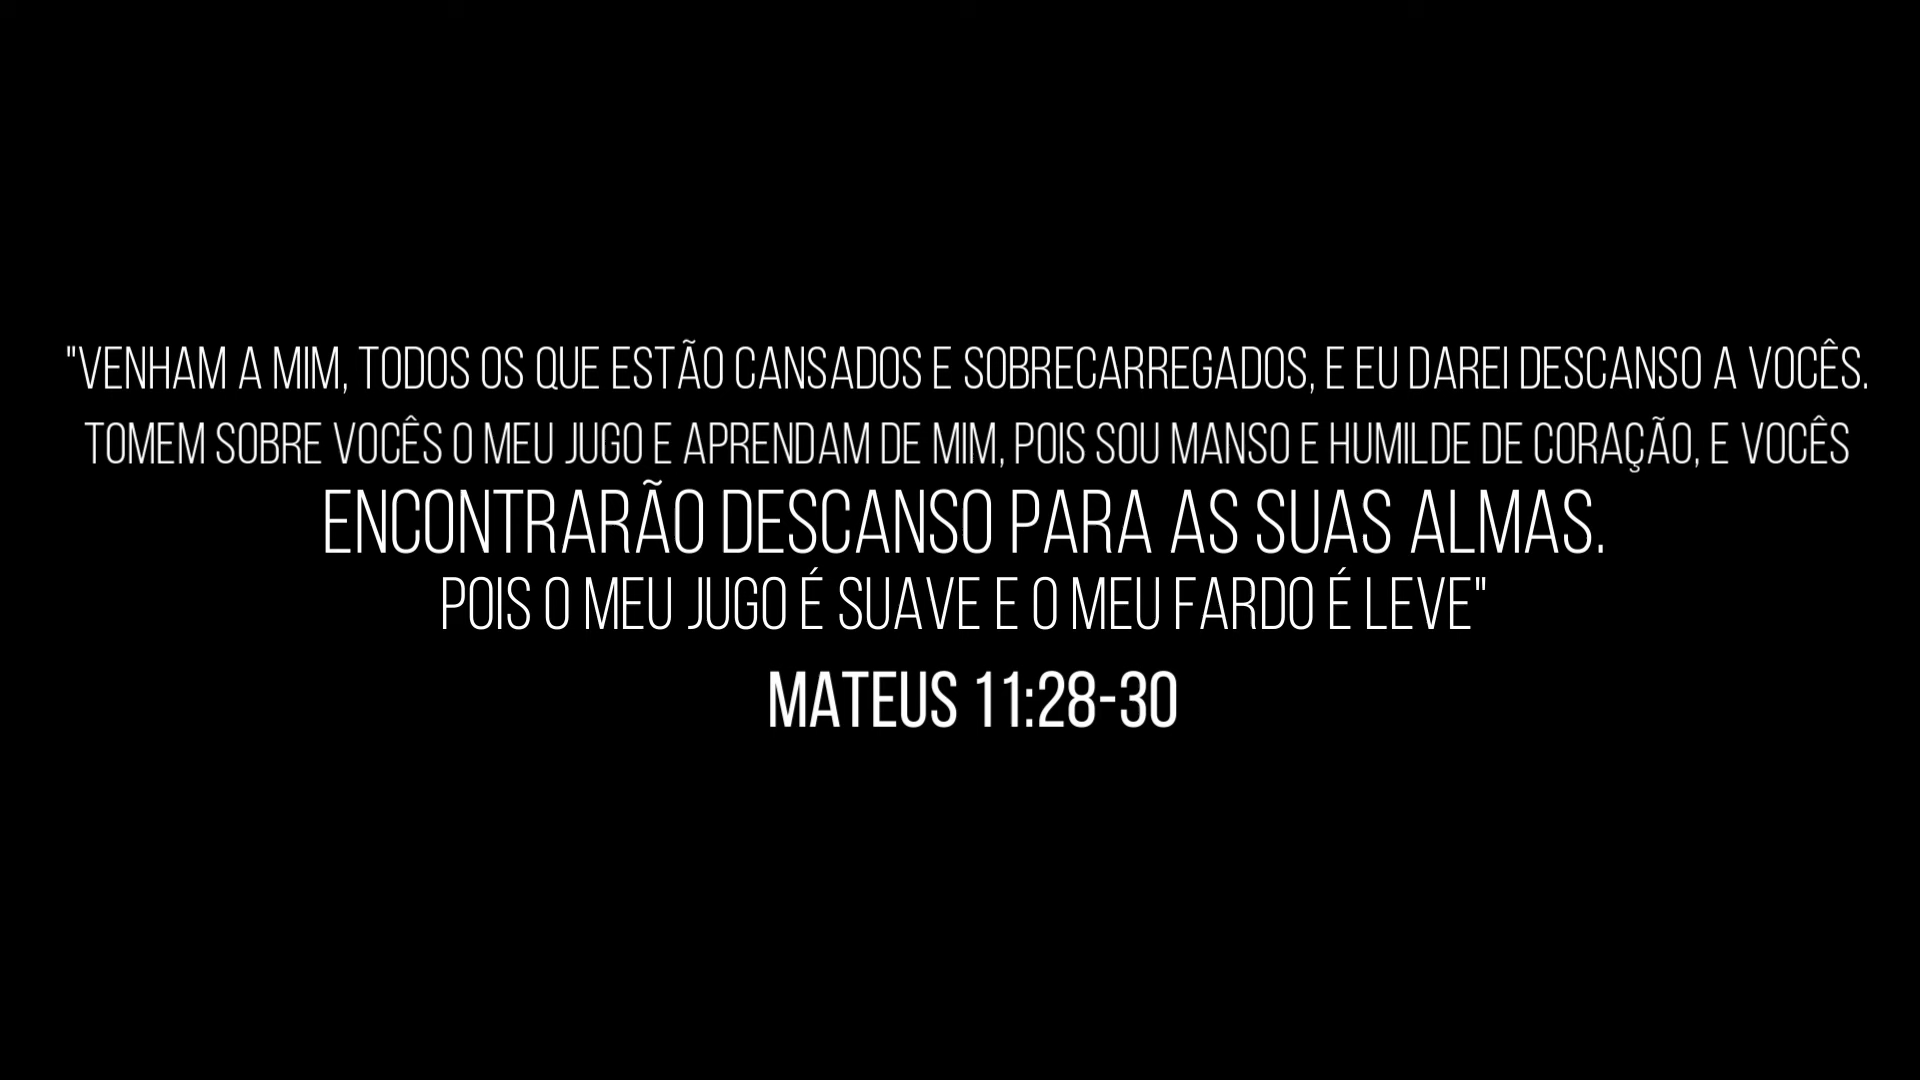 "VENHAM A MIM, TODOS OS QUE ESTÃO CANSADOS E SOBRECARREGADOS, E EU DAREI DESCANSO A VOCÊS.
TOMEM SOBRE VOCÊS O MEU JUGO E APRENDAM DE MIM, POIS SOU MANSO E HUMILDE DE CORAÇÃO, E VOCÊS
ENCONTRARÃO DESCANSO PARA AS SUAS ALMAS.
POIS O MEU JUGO É SUAVE E O MEU FARDO É LEVE"
MATEUS 11:28-30